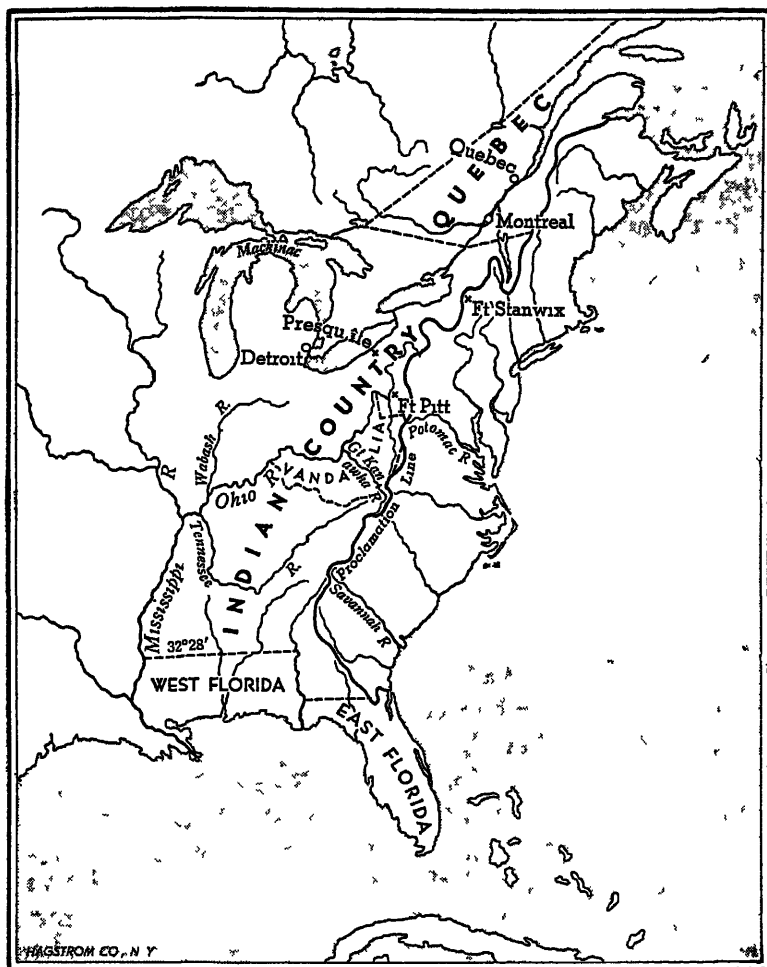 QUEBEC
Quebec
Montreal
Mackinac
Ft Stanwix
Presqu,île
Detroit
INDIAN COUNTRY
Ft Pitt
Potomac R
Wabash R
R
Ohio R
VANDALIA
Gt Kanawha R
Proclamation Line
Tennessee R
Mississippi
Savannah R
32°28'
WEST FLORIDA
EAST FLORIDA
HAGSTROM CO., N Y